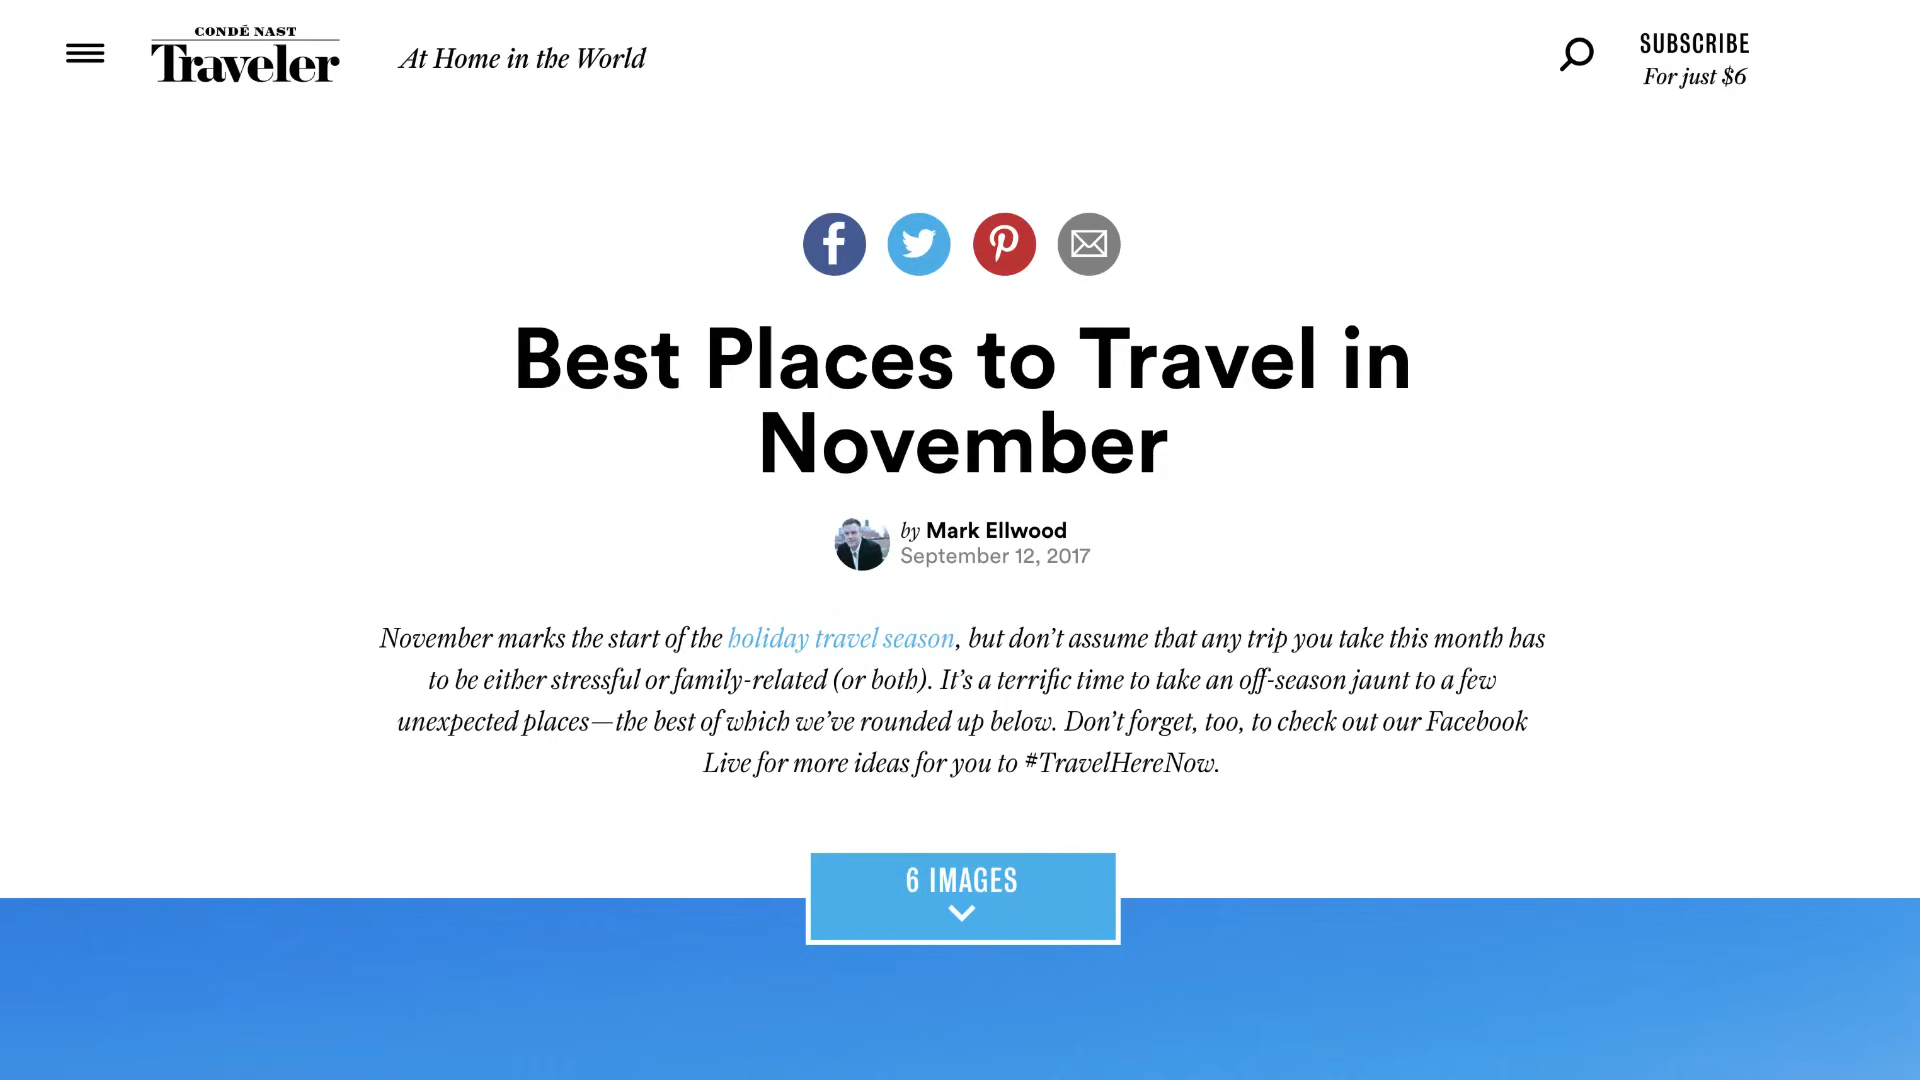 CONDÉ NAST
Traveler
At Home in the World
SUBSCRIBE
For just $6
Best Places to Travel in
November
by Mark Ellwood
September 12, 2017
November marks the start of the holiday travel season, but don’t assume that any trip you take this month has
to be either stressful or family-related (or both). It’s a terrific time to take an off-season jaunt to a few
unexpected places—the best of which we’ve rounded up below. Don’t forget, too, to check out our Facebook
Live for more ideas for you to #TravelHereNow.
6 IMAGES